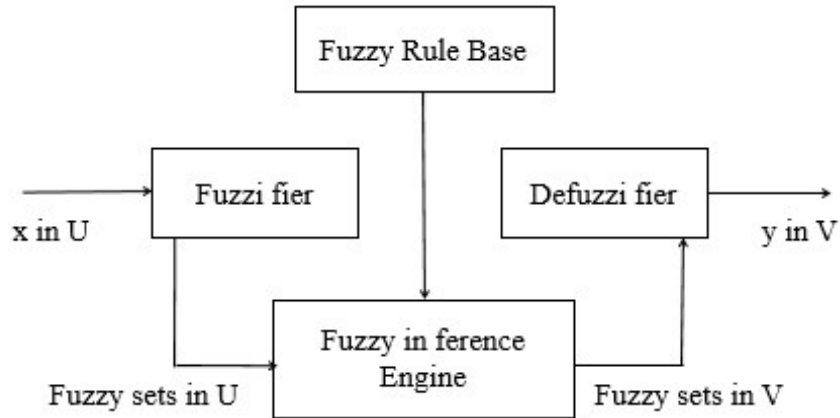 Fuzzy Rule Base
Fuzzi fier
Defuzzi fier
x in U
y in V
Fuzzy in ference
Engine
Fuzzy sets in U
Fuzzy sets in V